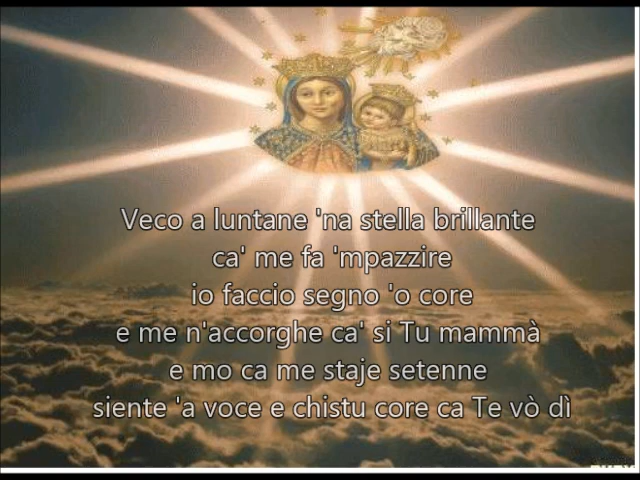 Veco a luntane 'na stella brillante
ca' me fa 'mpazzire
io faccio segno 'o core
e me n'accorghe ca' si Tu mammà
e mo ca me staje setenne
siente 'a voce e chistu core ca Te vò dì